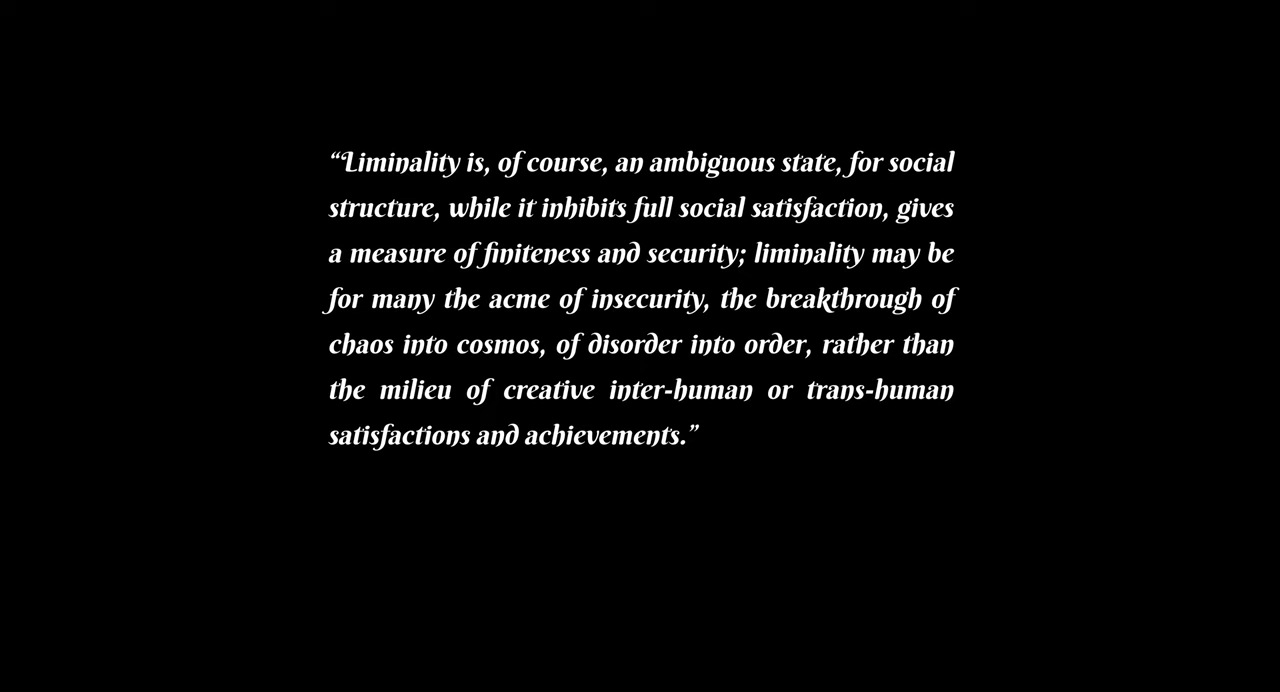 “Liminality is, of course, an ambiguous state, for social
structure, while it inhibits full social satisfaction, gives
a measure of finiteness and security; liminality may be
for many the acme of insecurity, the breakthrough of
chaos into cosmos, of disorder into order, rather than
the milieu of creative inter-human or trans-human
satisfactions and achievements.”